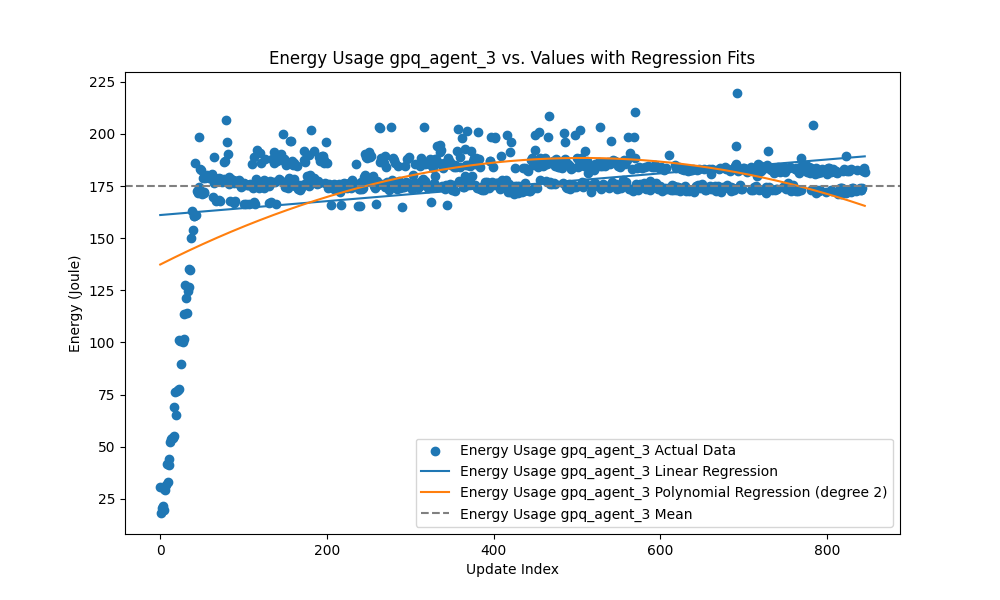 Energy Usage gpq_agent_3 vs. Values with Regression Fits
225
200
175
150
125
100
75
50
25
Energy (Joule)
0
200
400
600
800
Update Index
Energy Usage gpq_agent_3 Actual Data
Energy Usage gpq_agent_3 Linear Regression
Energy Usage gpq_agent_3 Polynomial Regression (degree 2)
Energy Usage gpq_agent_3 Mean